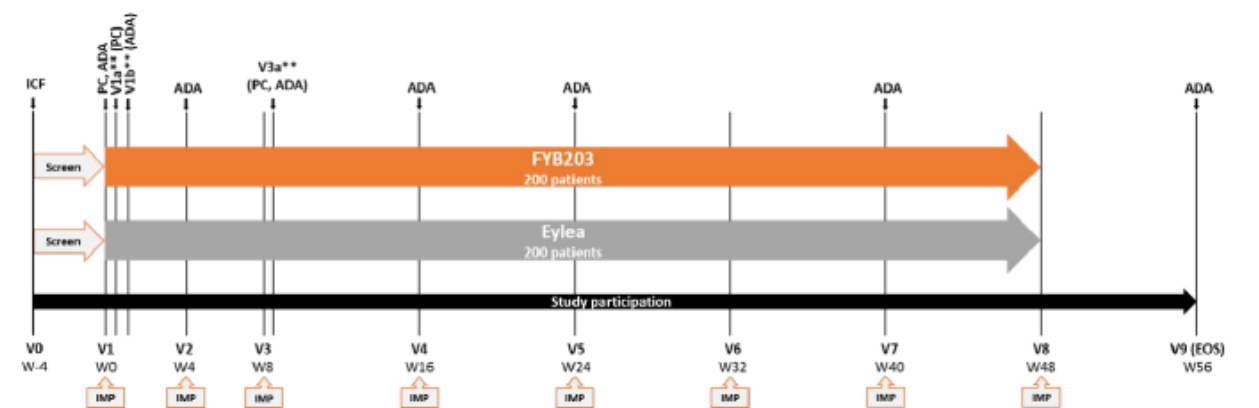 ICF
PC, ADA
V1a** (PC)
V1b** (ADA)
ADA
V3a**
(PC, ADA)
ADA
ADA
ADA
ADA
Screen
FYB203
200 patients
Screen
Eylea
200 patients
Study participation
V0
W-4
V1
W0
V2
W4
V3
W8
V4
W16
V5
W24
V6
W32
V7
W40
V8
W48
V9 (EOS)
W56
IMP
IMP
IMP
IMP
IMP
IMP
IMP
IMP